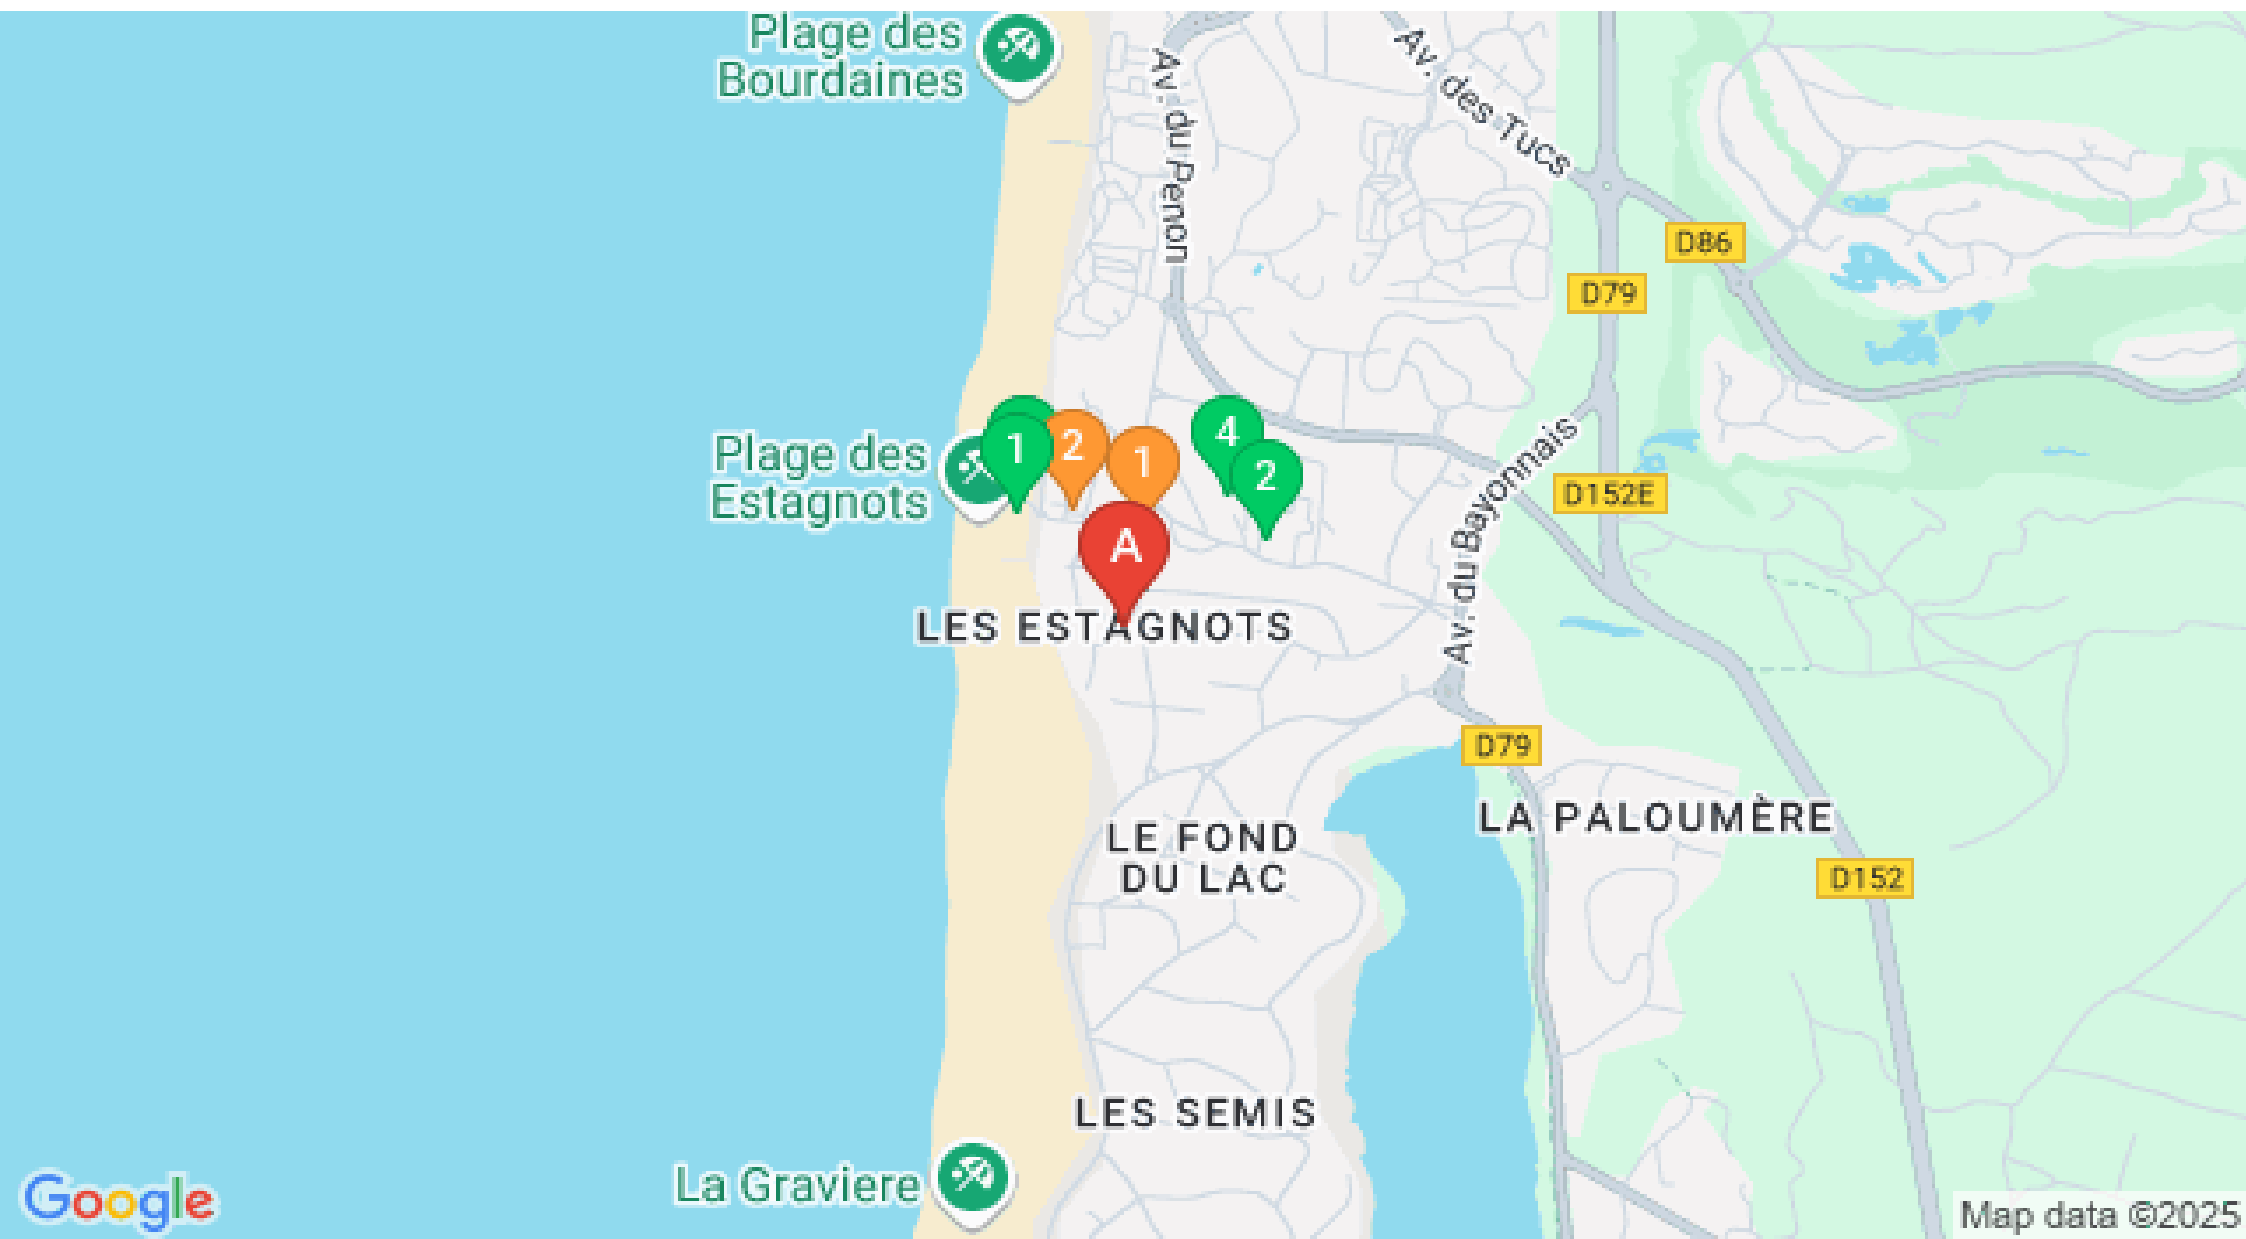 Plage des
Bourdaines
Av. du Penon
Av. des Tucs
D86
D79
Plage des
Estagnots
1
2
1
4
2
A
D152E
Av. du Bayonnais
LES ESTAGNOTS
D79
LA PALOUMÈRE
LE FOND
DU LAC
D152
LES SEMIS
La Graviere
Google
Map data ©2025